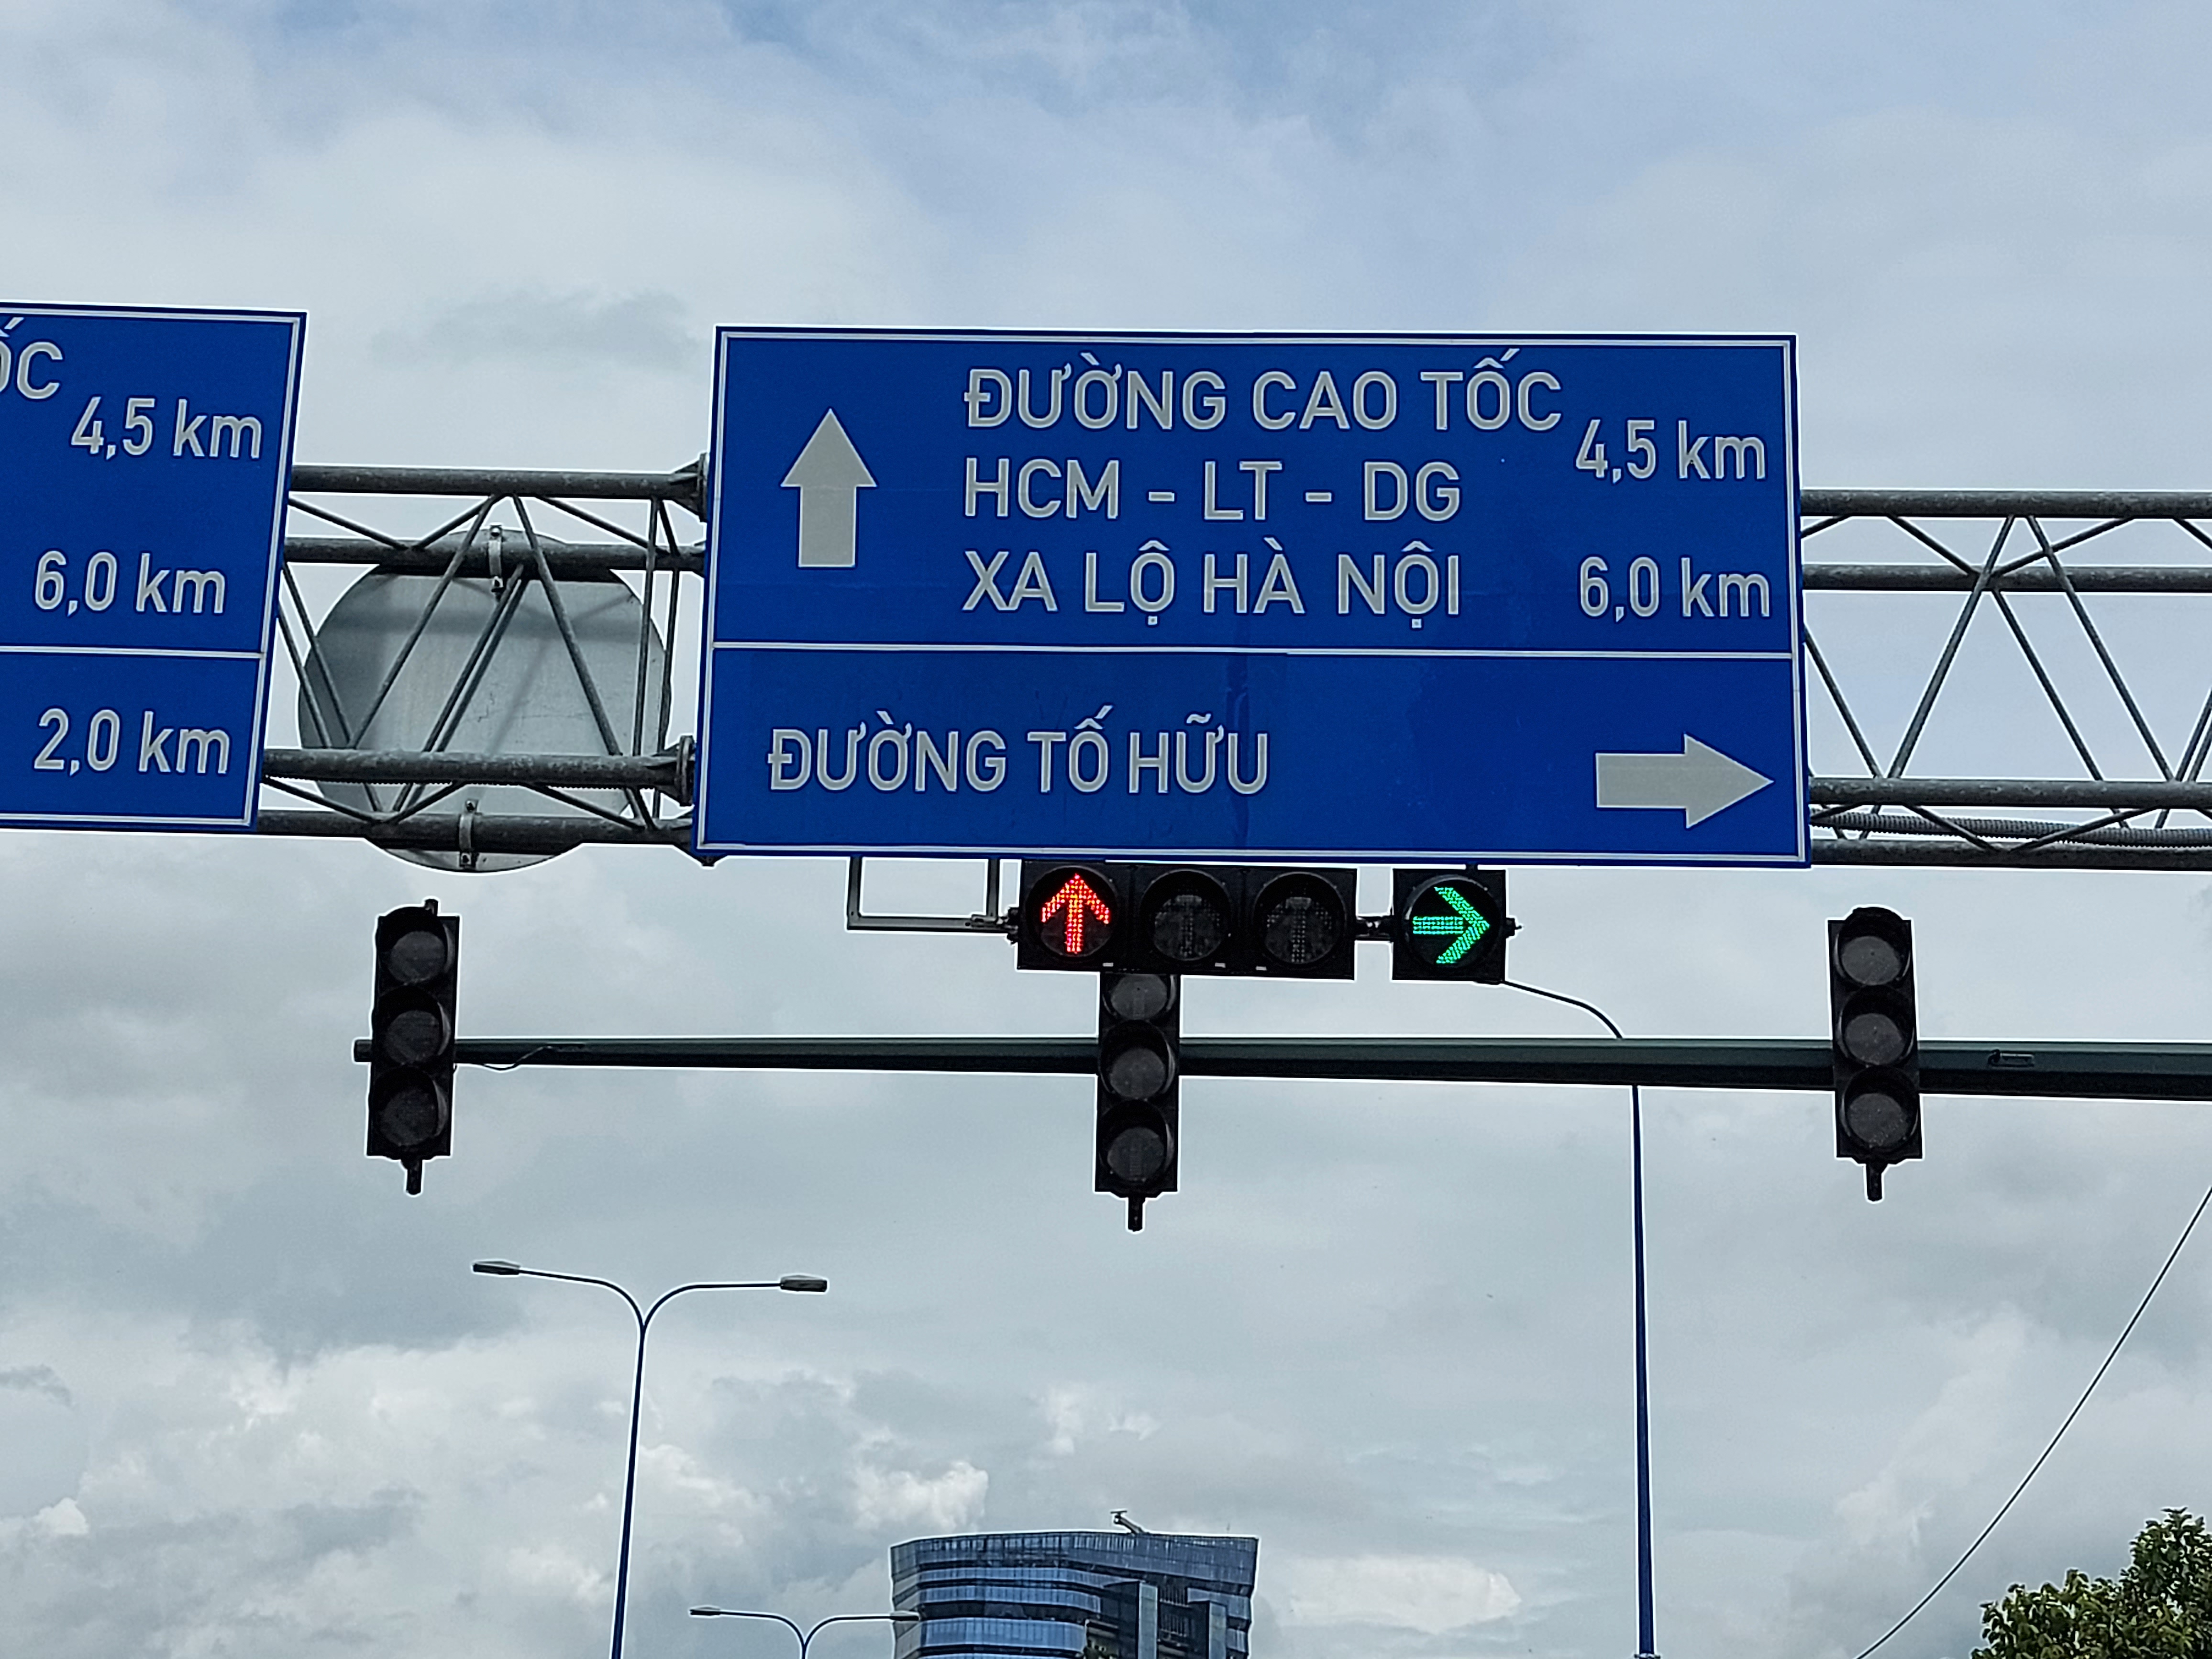 4,5 km
6,0 km
2,0 km
ĐƯỜNG CAO TỐC
4,5 km
HCM - LT - DG
XA LỘ HÀ NỘI
6,0 km
ĐƯỜNG TỐ HỮU